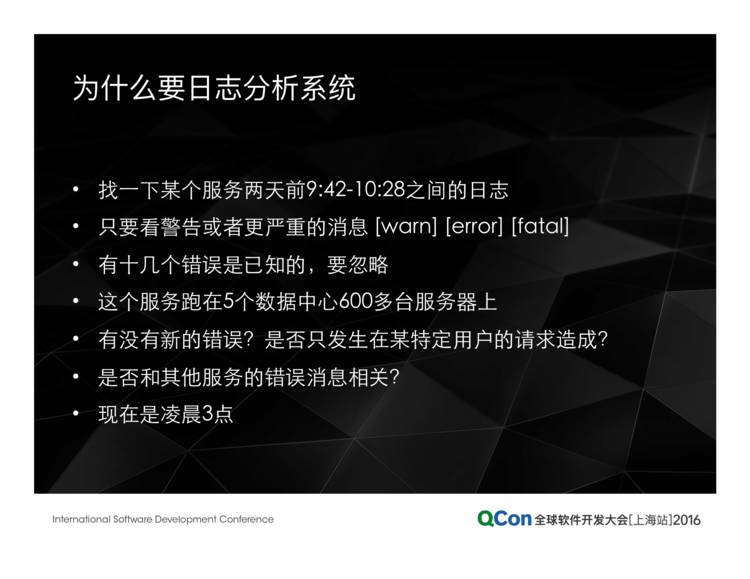 为什么要日志分析系统
• 找一下某个服务两天前9:42-10:28之间的日志
• 只要看警告或者更严重的消息 [warn] [error] [fatal]
• 有十几个错误是已知的，要忽略
• 这个服务跑在5个数据中心600多台服务器上
• 有没有新的错误？是否只发生在某特定用户的请求造成？
• 是否和其他服务的错误消息相关？
• 现在是凌晨3点
International Software Development Conference
QCon 全球软件开发大会[上海站]2016